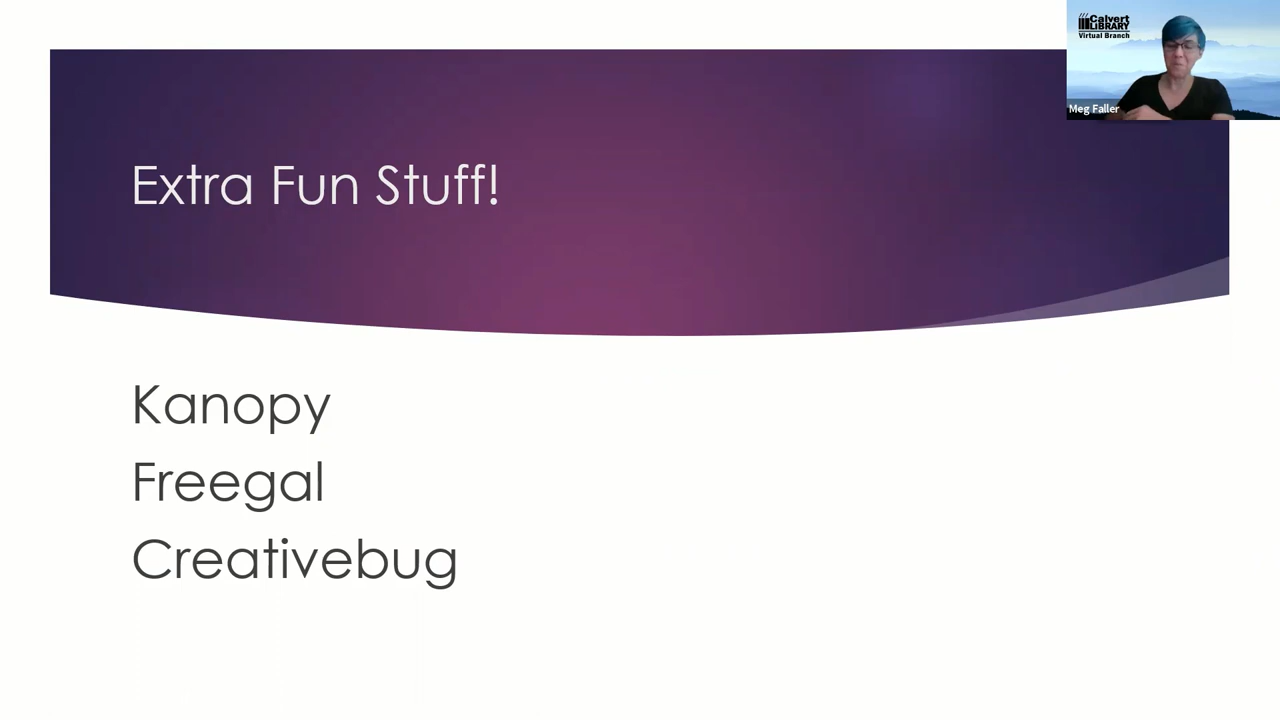 Calvert
LIBRARY
Virtual Branch
Meg Faller
Extra Fun Stuff!
Kanopy
Freegal
Creativebug